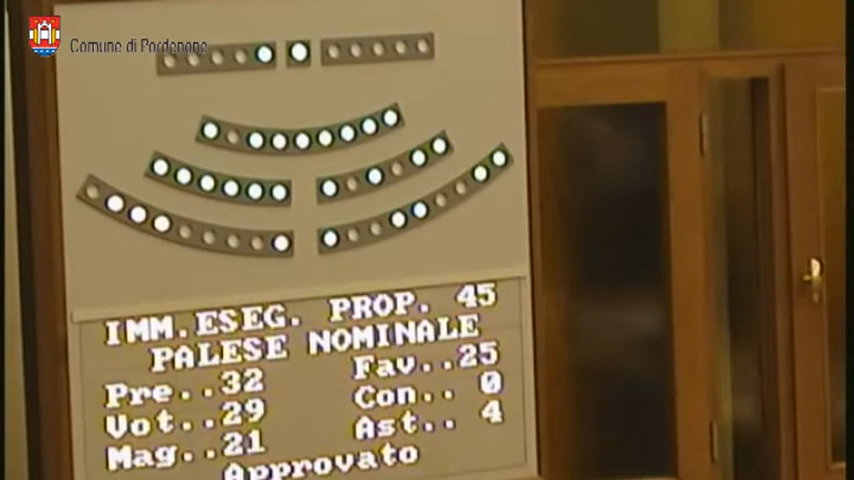 Comune di Pordenone
IMM.ESEG. PROP. 45
PALESE NOMINALE
Pre..32 Fav..25
Vot..29 Con.. 0
Mag..21 Ast.. 4
Approvato